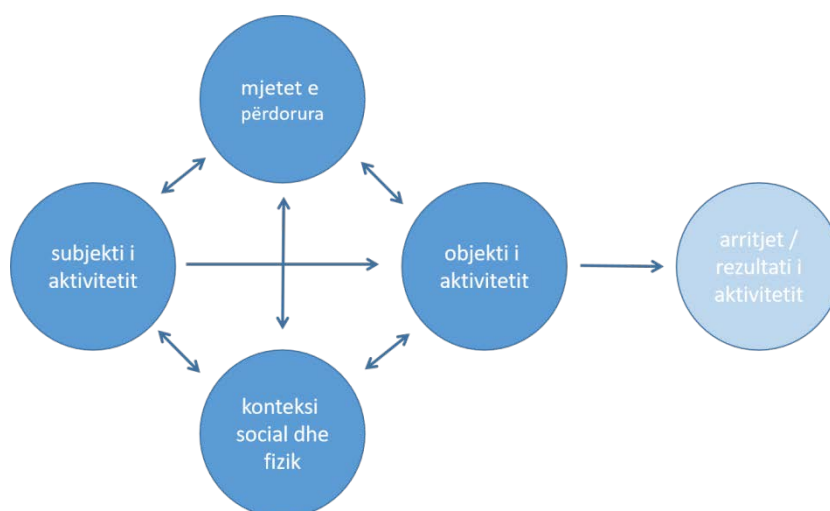 mjetet e
përdorura
subjekti i
aktivitetit
objekti i
aktivitetit
arritjet /
rezultati i
aktivitetit
konteksi
social dhe
fizik